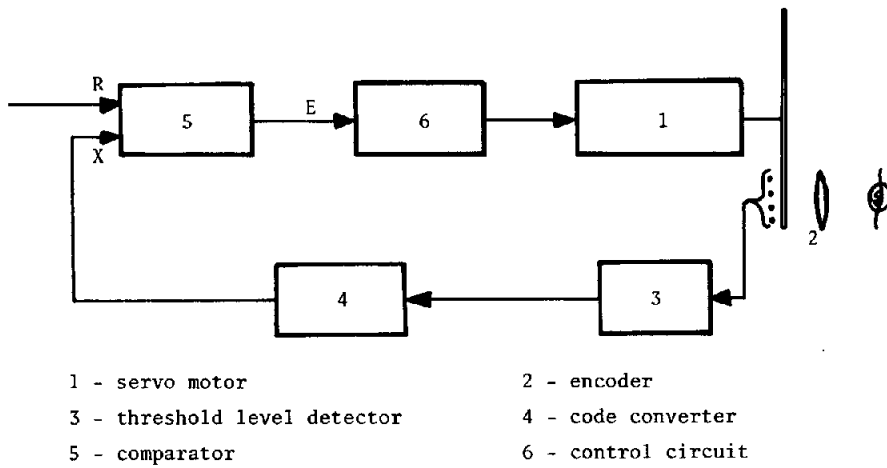 R
X
5
E
6
1
2
4
3
1 - servo motor
2 - encoder
3 - threshold level detector
4 - code converter
5 - comparator
6 - control circuit